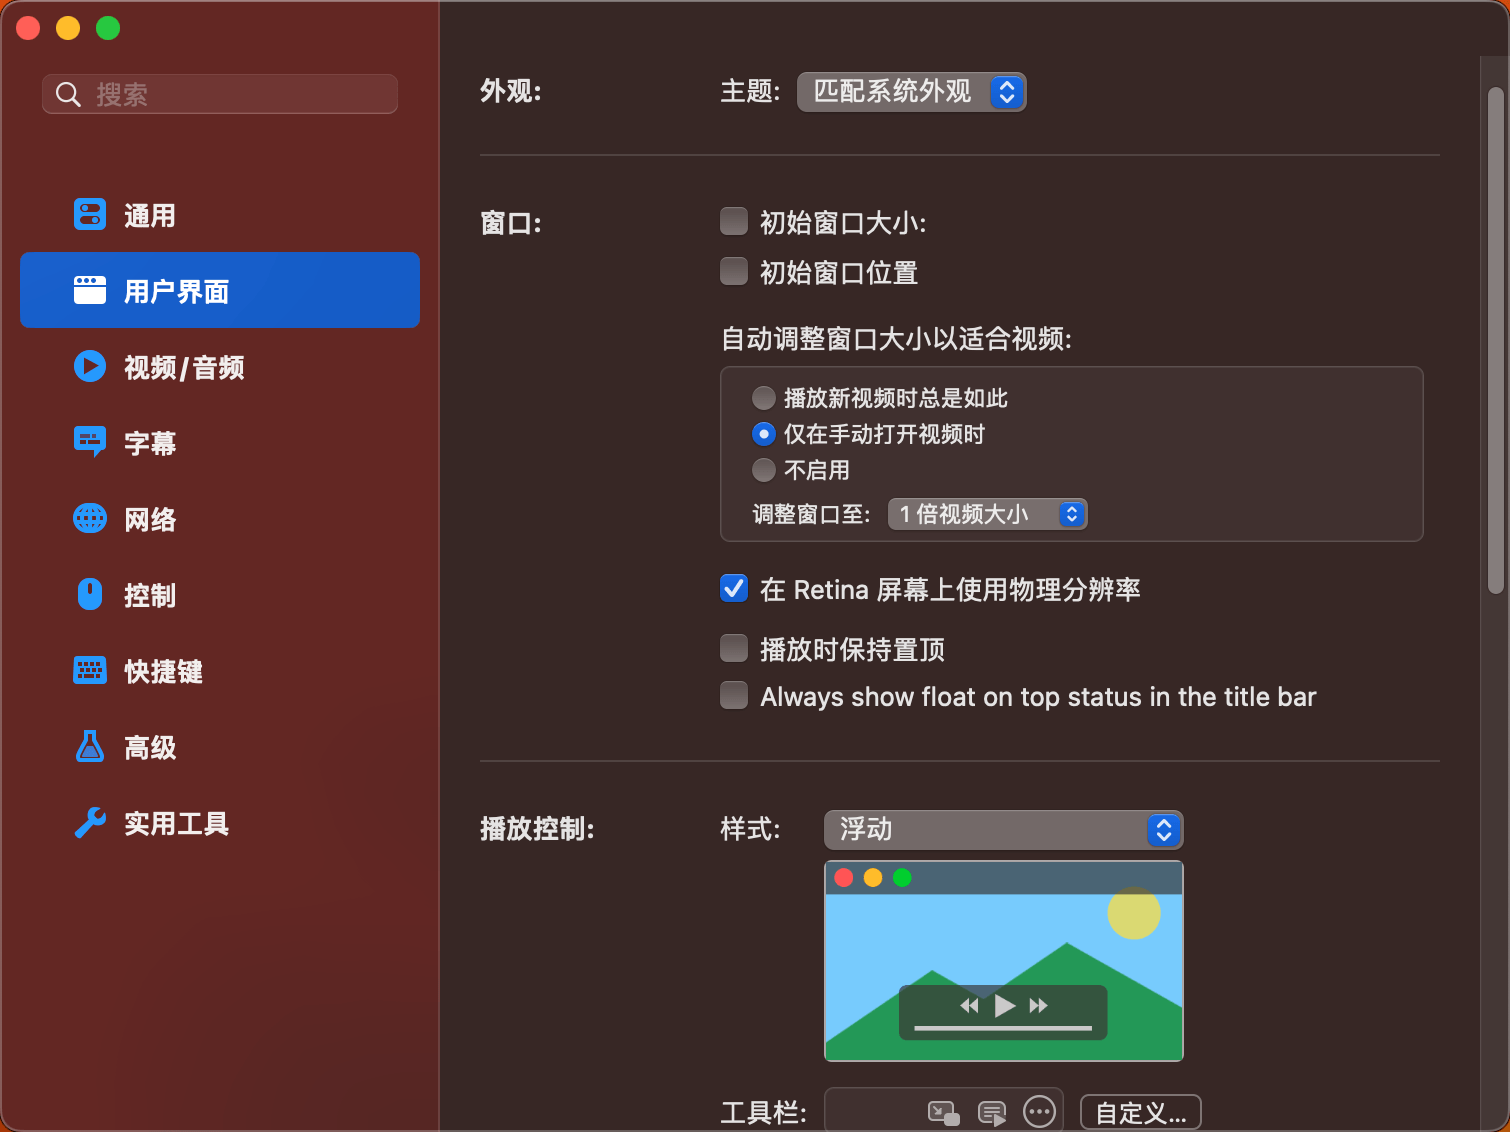 搜索
通用
用户界面
视频/音频
字幕
网络
控制
快捷键
高级
实用工具
外观: 主题: 匹配系统外观
窗口: 初始窗口大小:
初始窗口位置
自动调整窗口大小以适合视频:
播放新视频时总是如此
仅在手动打开视频时
不启用
调整窗口至: 1 倍视频大小
在 Retina 屏幕上使用物理分辨率
播放时保持置顶
Always show float on top status in the title bar
播放控制: 样式: 浮动
工具栏: 自定义...